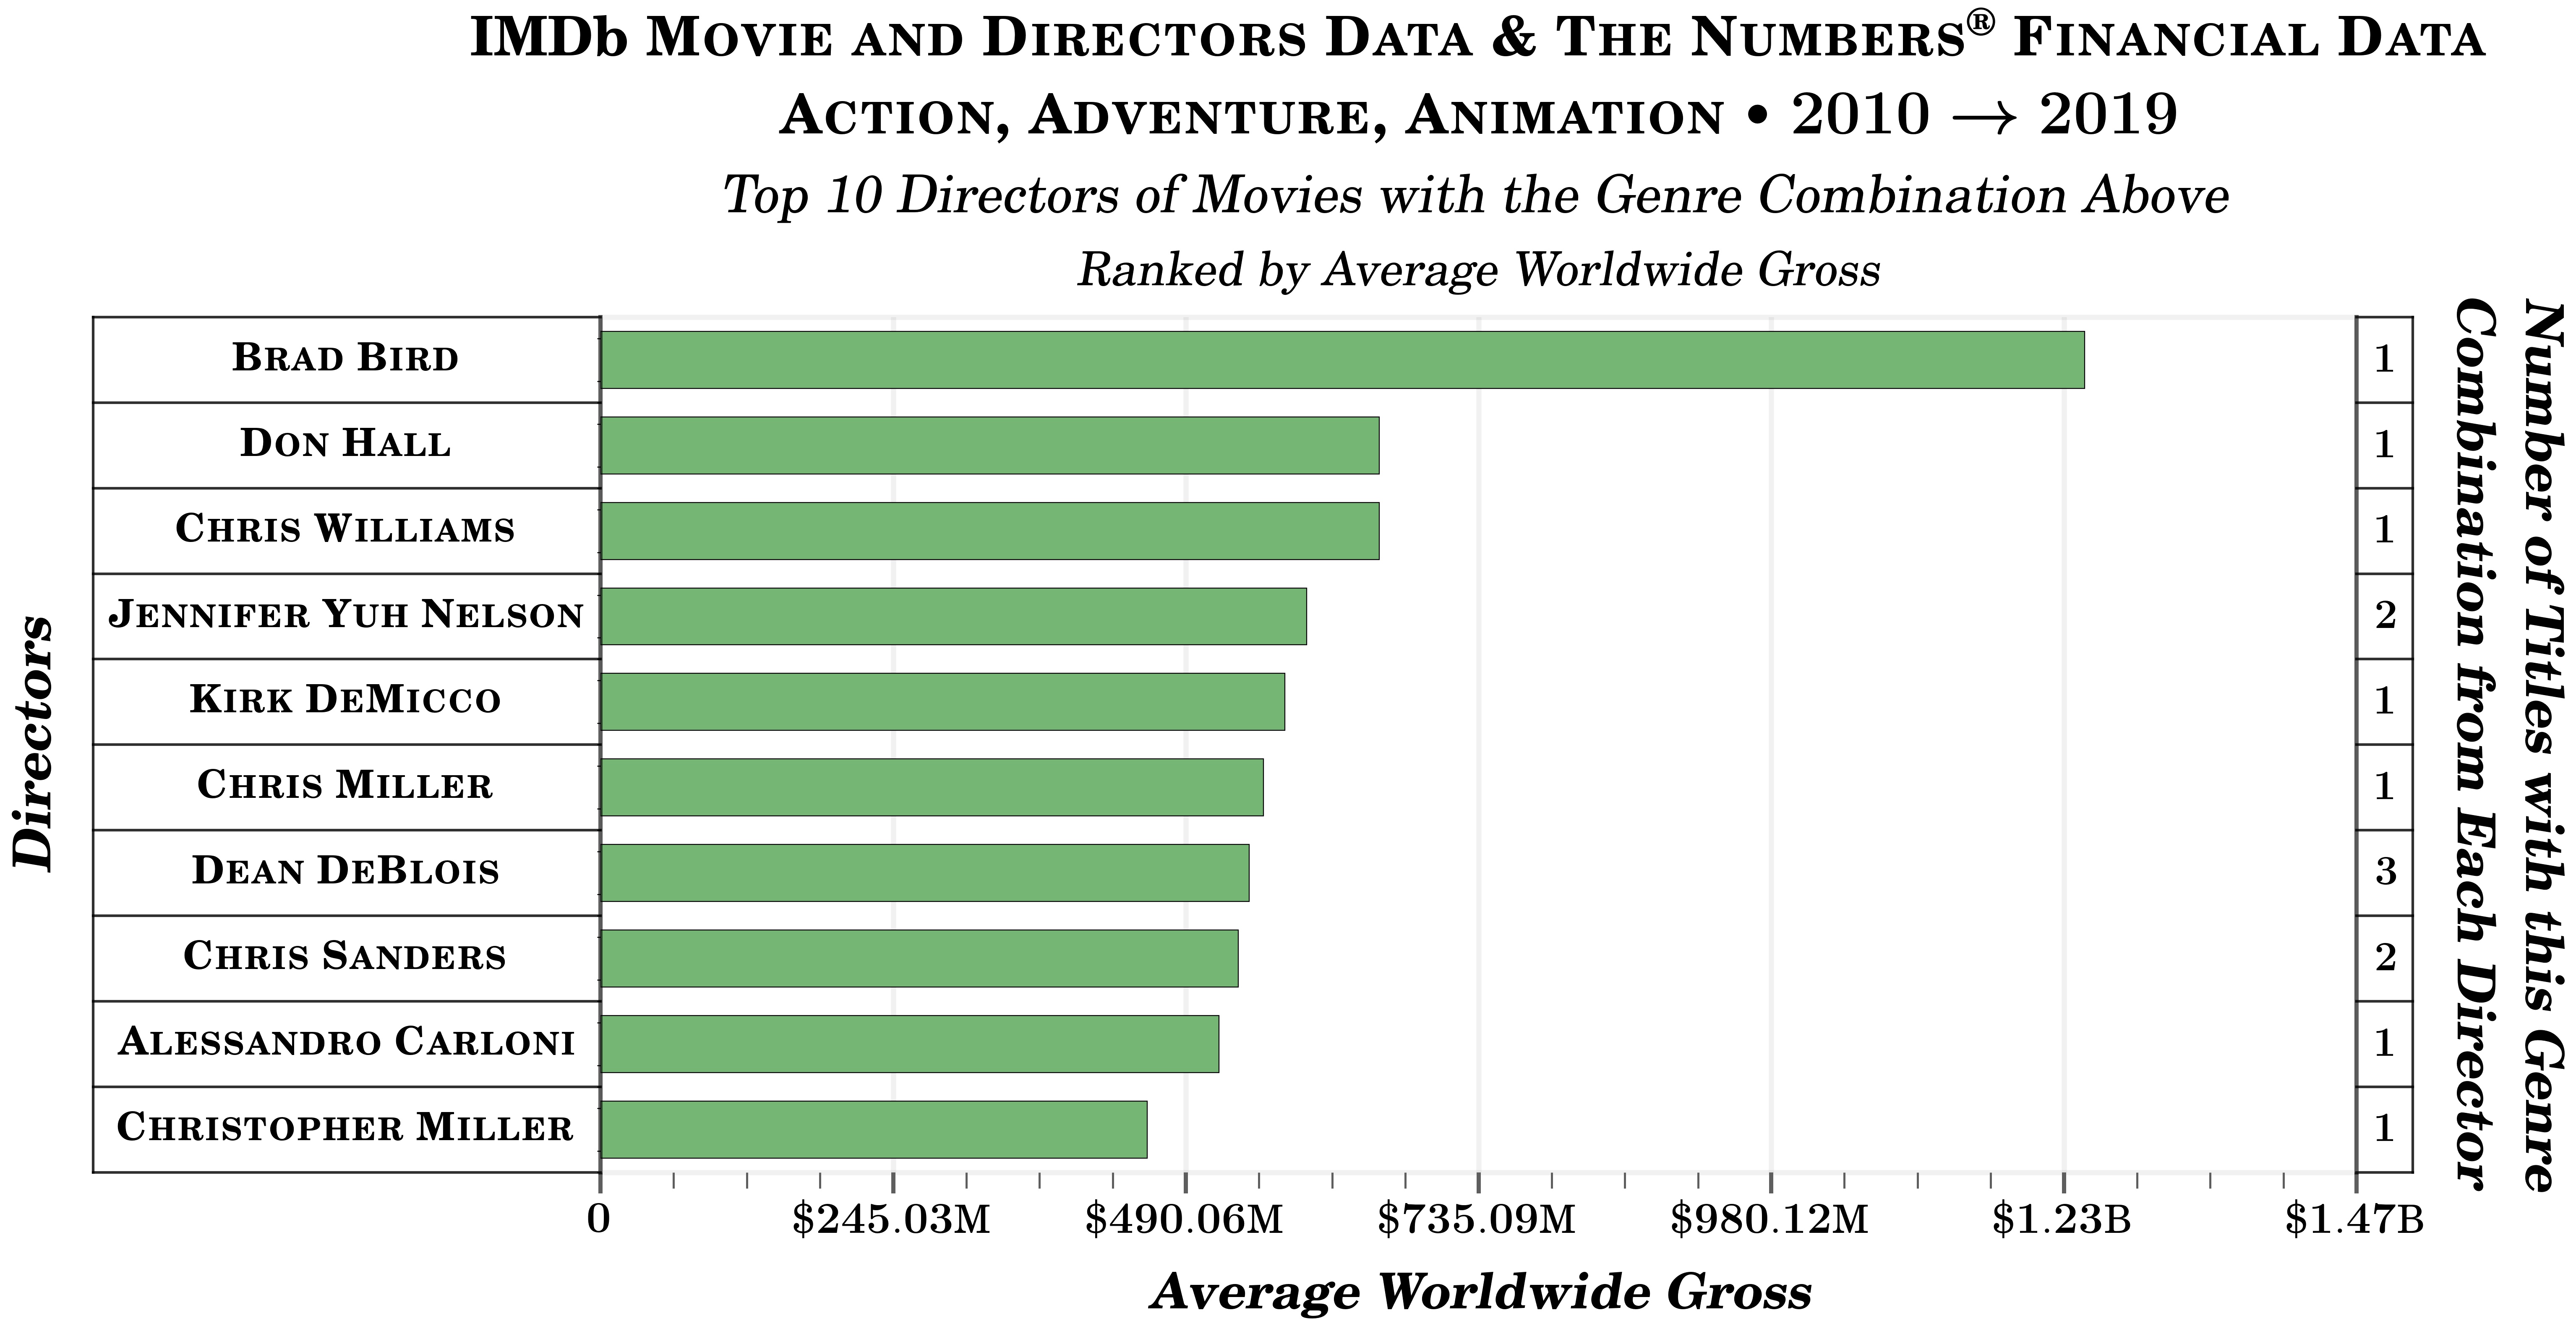 IMDb Movie and Directors Data & The Numbers® Financial Data
Action, Adventure, Animation • 2010 → 2019
Top 10 Directors of Movies with the Genre Combination Above
Ranked by Average Worldwide Gross
Directors
Brad Bird 1
Don Hall 1
Chris Williams 1
Jennifer Yuh Nelson 2
Kirk DeMicco 1
Chris Miller 1
Dean DeBlois 3
Chris Sanders 2
Alessandro Carloni 1
Christopher Miller 1
Number of Titles with this Genre
Combination from Each Director
0 $245.03M $490.06M $735.09M $980.12M $1.23B $1.47B
Average Worldwide Gross